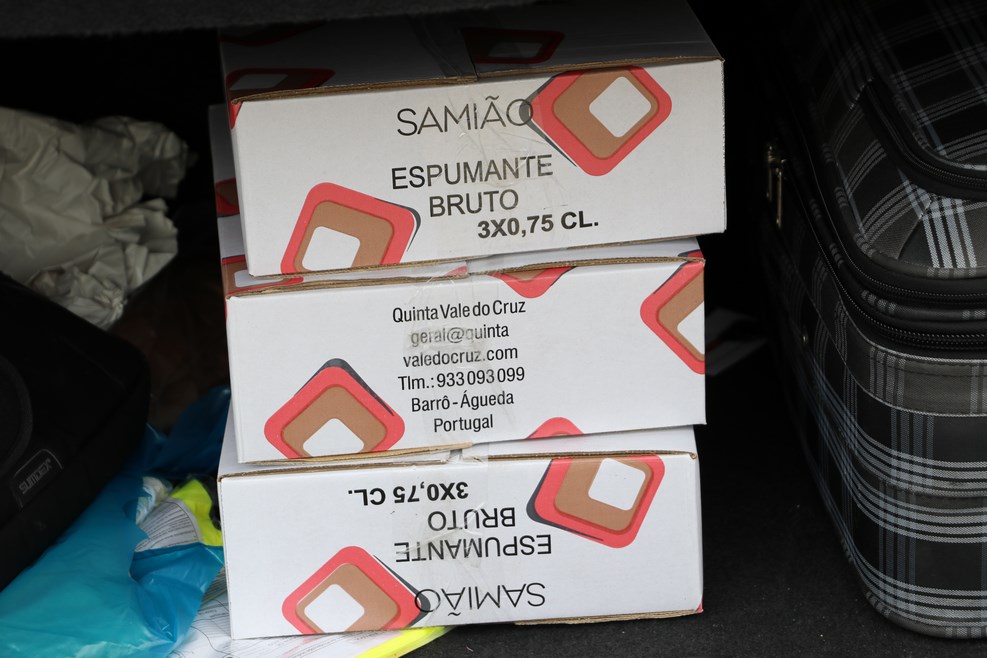 SAMIÃO
ESPUMANTE
BRUTO
3X0,75 CL.
Quinta Vale do Cruz
geral@quinta
valedocruz.com
Tlm.: 933 093 099
Barrô - Águeda
Portugal
SAMIÃO
ESPUMANTE
BRUTO
3X0,75 CL.